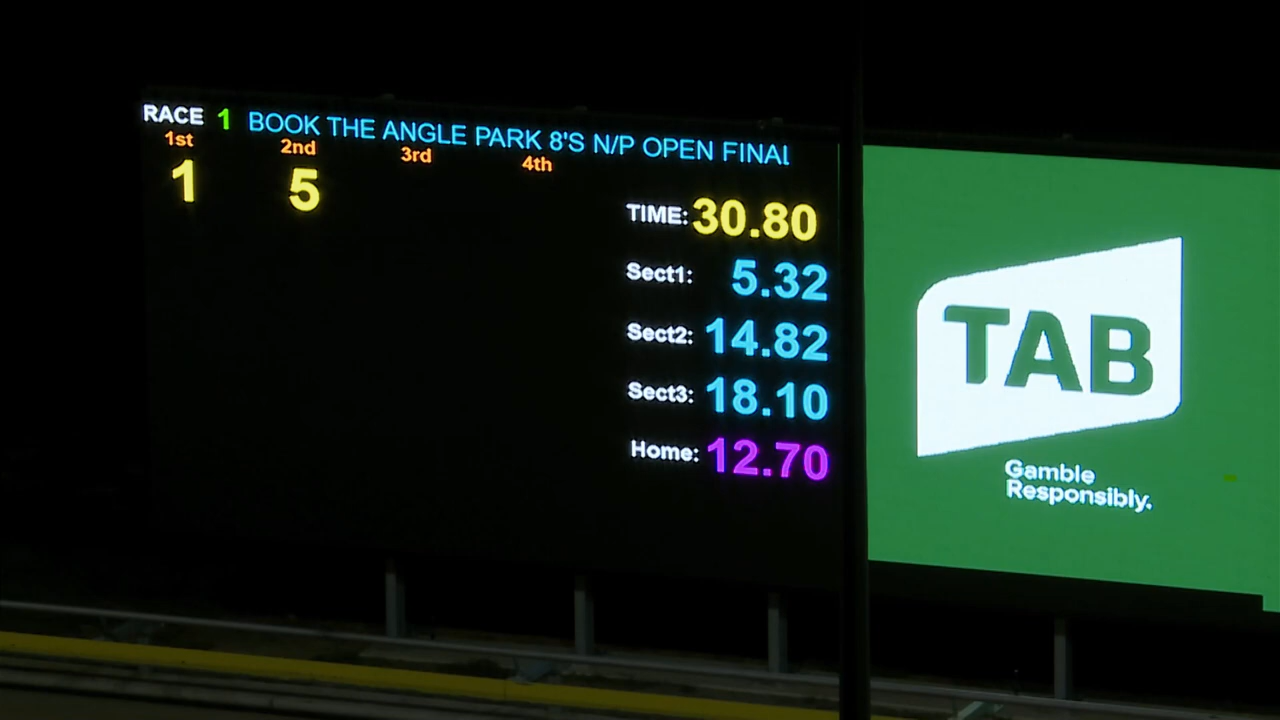 RACE 1 BOOK THE ANGLE PARK 8'S N/P OPEN FINAL
1st 2nd 3rd 4th
1 5
TIME: 30.80
Sect1: 5.32
Sect2: 14.82
Sect3: 18.10
Home: 12.70
TAB
Gamble
Responsibly.